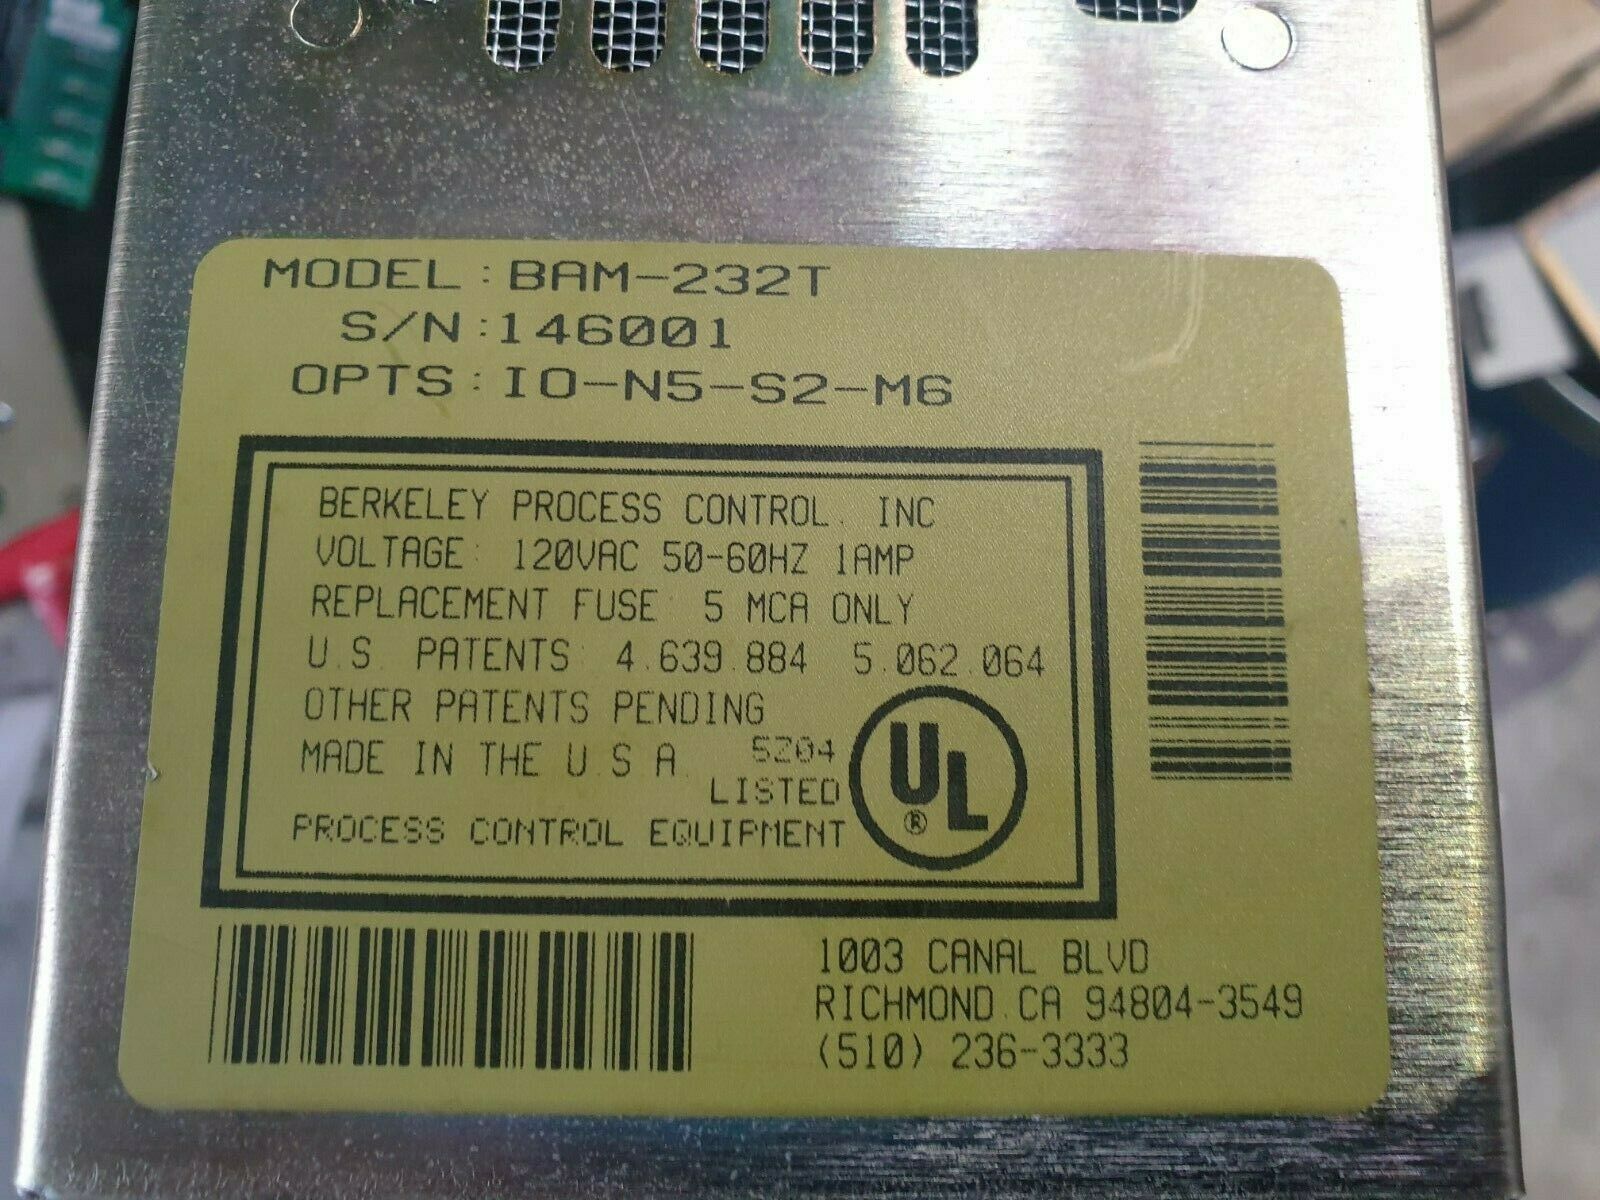 MODEL: BAM-232T
S/N: 146001
OPTS: IO-N5-S2-M6
BERKELEY PROCESS CONTROL. INC
VOLTAGE: 120VAC 50-60HZ 1AMP
REPLACEMENT FUSE: 5 MCA ONLY
U.S. PATENTS: 4.639.884 5.062.064
OTHER PATENTS PENDING
MADE IN THE U.S.A. 5Z04
LISTED
PROCESS CONTROL EQUIPMENT
UL ®
1003 CANAL BLVD
RICHMOND.CA 94804-3549
(510) 236-3333